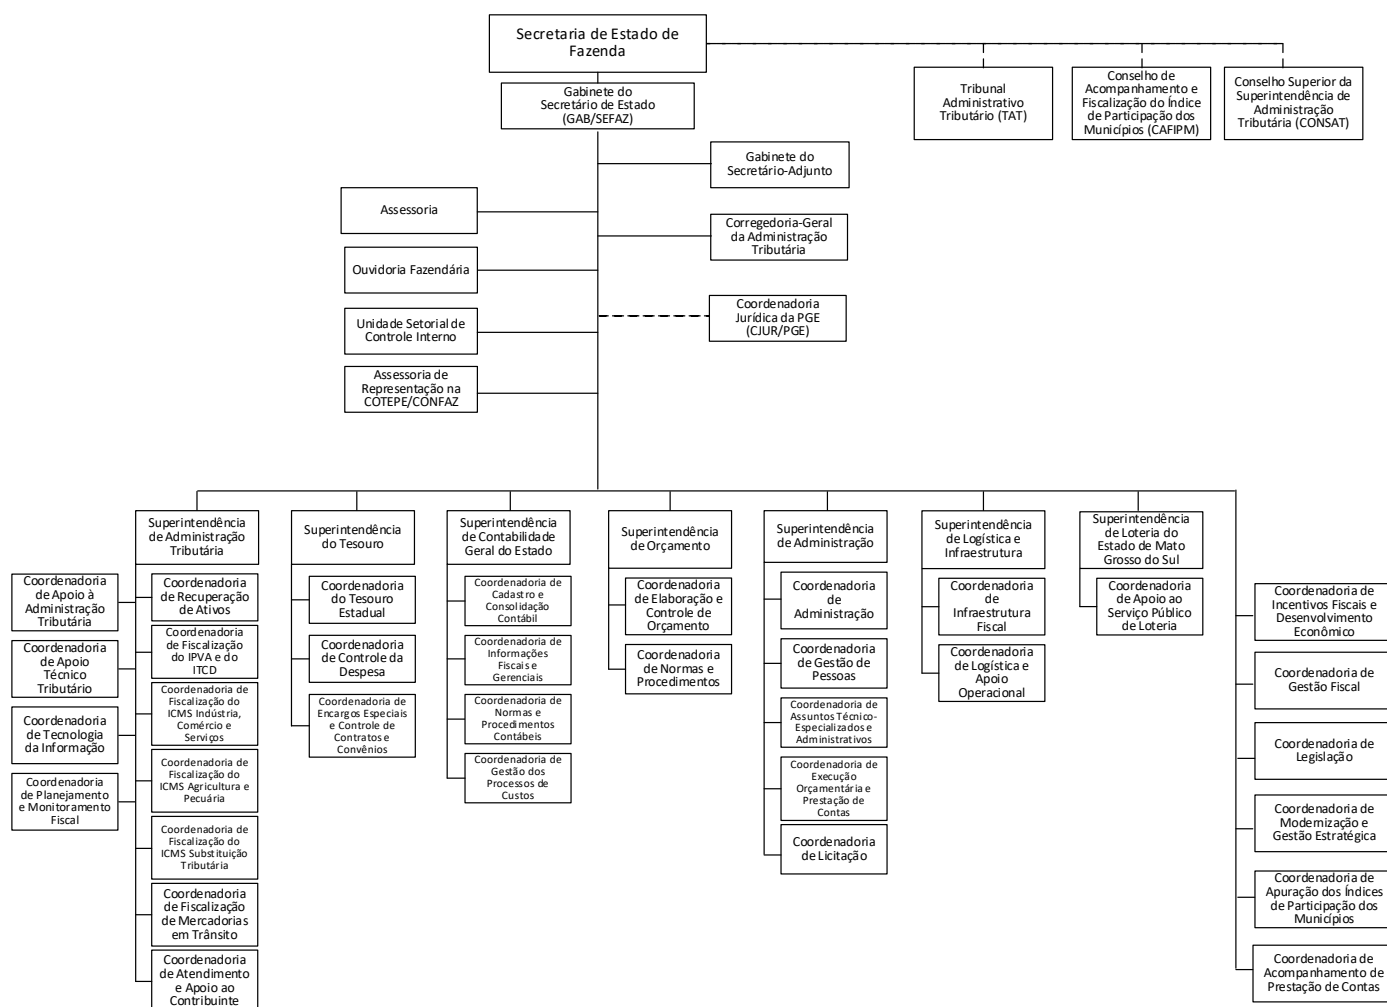 Secretaria de Estado de
Fazenda
Gabinete do
Secretário de Estado
(GAB/SEFAZ)
Tribunal
Administrativo
Tributário (TAT)
Conselho de
Acompanhamento e
Fiscalização do Índice
de Participação dos
Municípios (CAFIPM)
Conselho Superior da
Superintendência de
Administração
Tributária (CONSAT)
Gabinete do
Secretário-Adjunto
Assessoria
Corregedoria-Geral
da Administração
Tributária
Ouvidoria Fazendária
Coordenadoria
Jurídica da PGE
(CJUR/PGE)
Unidade Setorial de
Controle Interno
Assessoria de
Representação na
COTEPE/CONFAZ
Superintendência
de Administração
Tributária
Coordenadoria
de Apoio à
Administração
Tributária
Coordenadoria
de Apoio
Técnico
Tributário
Coordenadoria
de Tecnologia
da Informação
Coordenadoria
de Planejamento
e Monitoramento
Fiscal
Coordenadoria
de Recuperação
de Ativos
Coordenadoria
de Fiscalização
do IPVA e do
ITCD
Coordenadoria de
Fiscalização do
ICMS Indústria,
Comércio e
Serviços
Coordenadoria de
Fiscalização do
ICMS Agricultura e
Pecuária
Coordenadoria de
Fiscalização do
ICMS Substituição
Tributária
Coordenadoria
de Fiscalização
de Mercadorias
em Trânsito
Coordenadoria
de Atendimento
e Apoio ao
Contribuinte
Superintendência
do Tesouro
Coordenadoria
do Tesouro
Estadual
Coordenadoria
de Controle da
Despesa
Coordenadoria de
Encargos Especiais
e Controle de
Contratos e
Convênios
Superintendência
de Contabilidade
Geral do Estado
Coordenadoria de
Cadastro e
Consolidação
Contábil
Coordenadoria de
Informações
Fiscais e
Gerenciais
Coordenadoria de
Normas e
Procedimentos
Contábeis
Coordenadoria de
Gestão dos
Processos de
Custos
Superintendência
de Orçamento
Coordenadoria
de Elaboração e
Controle de
Orçamento
Coordenadoria
de Normas e
Procedimentos
Superintendência
de Administração
Coordenadoria
de
Administração
Coordenadoria
de Gestão de
Pessoas
Coordenadoria de
Assuntos Técnico-
Especializados e
Administrativos
Coordenadoria de
Execução
Orçamentária e
Prestação de
Contas
Coordenadoria
de Licitação
Superintendência
de Logística e
Infraestrutura
Coordenadoria
de
Infraestrutura
Fiscal
Coordenadoria
de Logística e
Apoio
Operacional
Superintendência
de Loteria do
Estado de Mato
Grosso do Sul
Coordenadoria
de Apoio ao
Serviço Público
de Loteria
Coordenadoria de
Incentivos Fiscais e
Desenvolvimento
Econômico
Coordenadoria de
Gestão Fiscal
Coordenadoria de
Legislação
Coordenadoria de
Modernização e
Gestão Estratégica
Coordenadoria de
Apuração dos Índices
de Participação dos
Municípios
Coordenadoria de
Acompanhamento de
Prestação de Contas